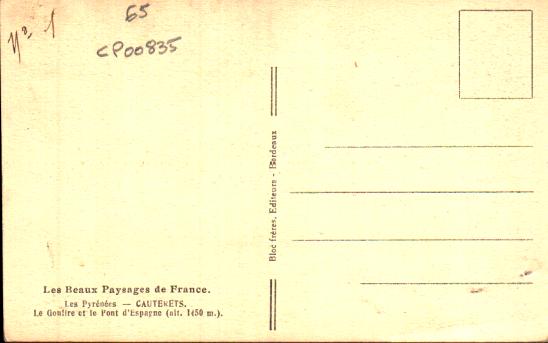 Nº 1
65
CP00835
Bloc frères, Editeurs - Bordeaux
Les Beaux Paysages de France.
Les Pyrénées — CAUTERETS.
Le Gouffre et le Pont d'Espagne (alt. 1450 m.).